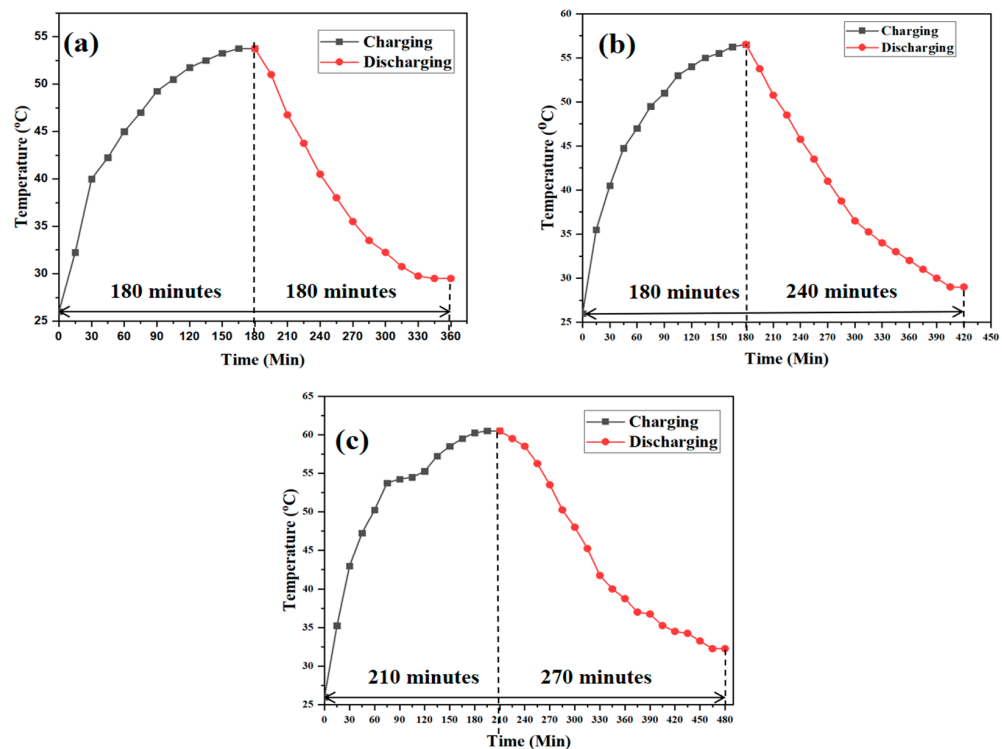 (a)
Charging
Discharging
Temperature (°C)
55
50
45
40
35
30
25
180 minutes
180 minutes
0 30 60 90 120 150 180 210 240 270 300 330 360
Time (Min)
(b)
Charging
Discharging
Temperature (⁰C)
60
55
50
45
40
35
30
25
180 minutes
240 minutes
0 30 60 90 120 150 180 210 240 270 300 330 360 390 420 450
Time (Min)
(c)
Charging
Discharging
Temperature (°C)
65
60
55
50
45
40
35
30
25
210 minutes
270 minutes
0 30 60 90 120 150 180 210 240 270 300 330 360 390 420 450 480
Time (Min)